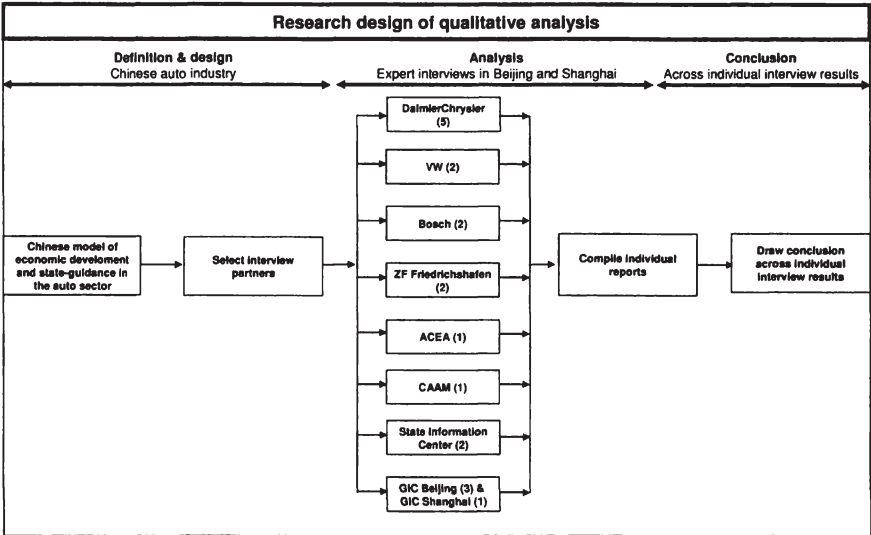 Research design of qualitative analysis
Definition & design
Chinese auto industry
Analysis
Expert interviews in Beijing and Shanghai
Conclusion
Across individual interview results
Chinese model of
economic develoment
and state-guidance in
the auto sector
Select interview
partners
DaimlerChrysler
(5)
VW (2)
Bosch (2)
ZF Friedrichshafen
(2)
ACEA (1)
CAAM (1)
State Information
Center (2)
GIC Beijing (3) &
GIC Shanghai (1)
Compile individual
reports
Draw conclusion
across individual
interview results